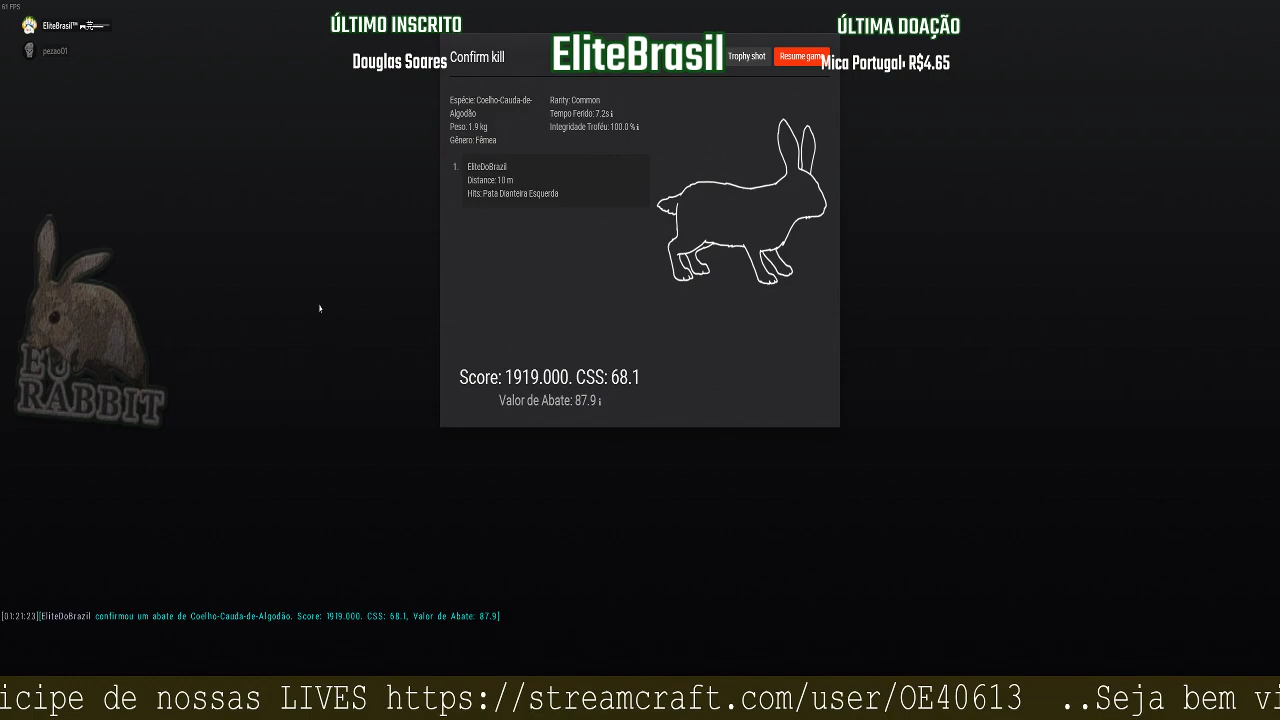 61 FPS
EliteBrasil™
pezao01
ÚLTIMO INSCRITO
Douglas Soares
EliteBrasil
ÚLTIMA DOAÇÃO
Mica Portugal: R$4.65
Confirm kill
Trophy shot
Resume game
Espécie: Coelho-Cauda-de-
Algodão
Peso: 1.9 kg
Gênero: Fêmea
Rarity: Common
Tempo Ferido: 7.2s
Integridade Troféu: 100.0 %
1. EliteDoBrazil
Distance: 10 m
Hits: Pata Dianteira Esquerda
EU
RABBIT
Score: 1919.000. CSS: 68.1
Valor de Abate: 87.9
[01:21:23][EliteDoBrazil confirmou um abate de Coelho-Cauda-de-Algodão. Score: 1919.000. CSS: 68.1, Valor de Abate: 87.9]
icipe de nossas LIVES https://streamcraft.com/user/OE40613 ..Seja bem vi